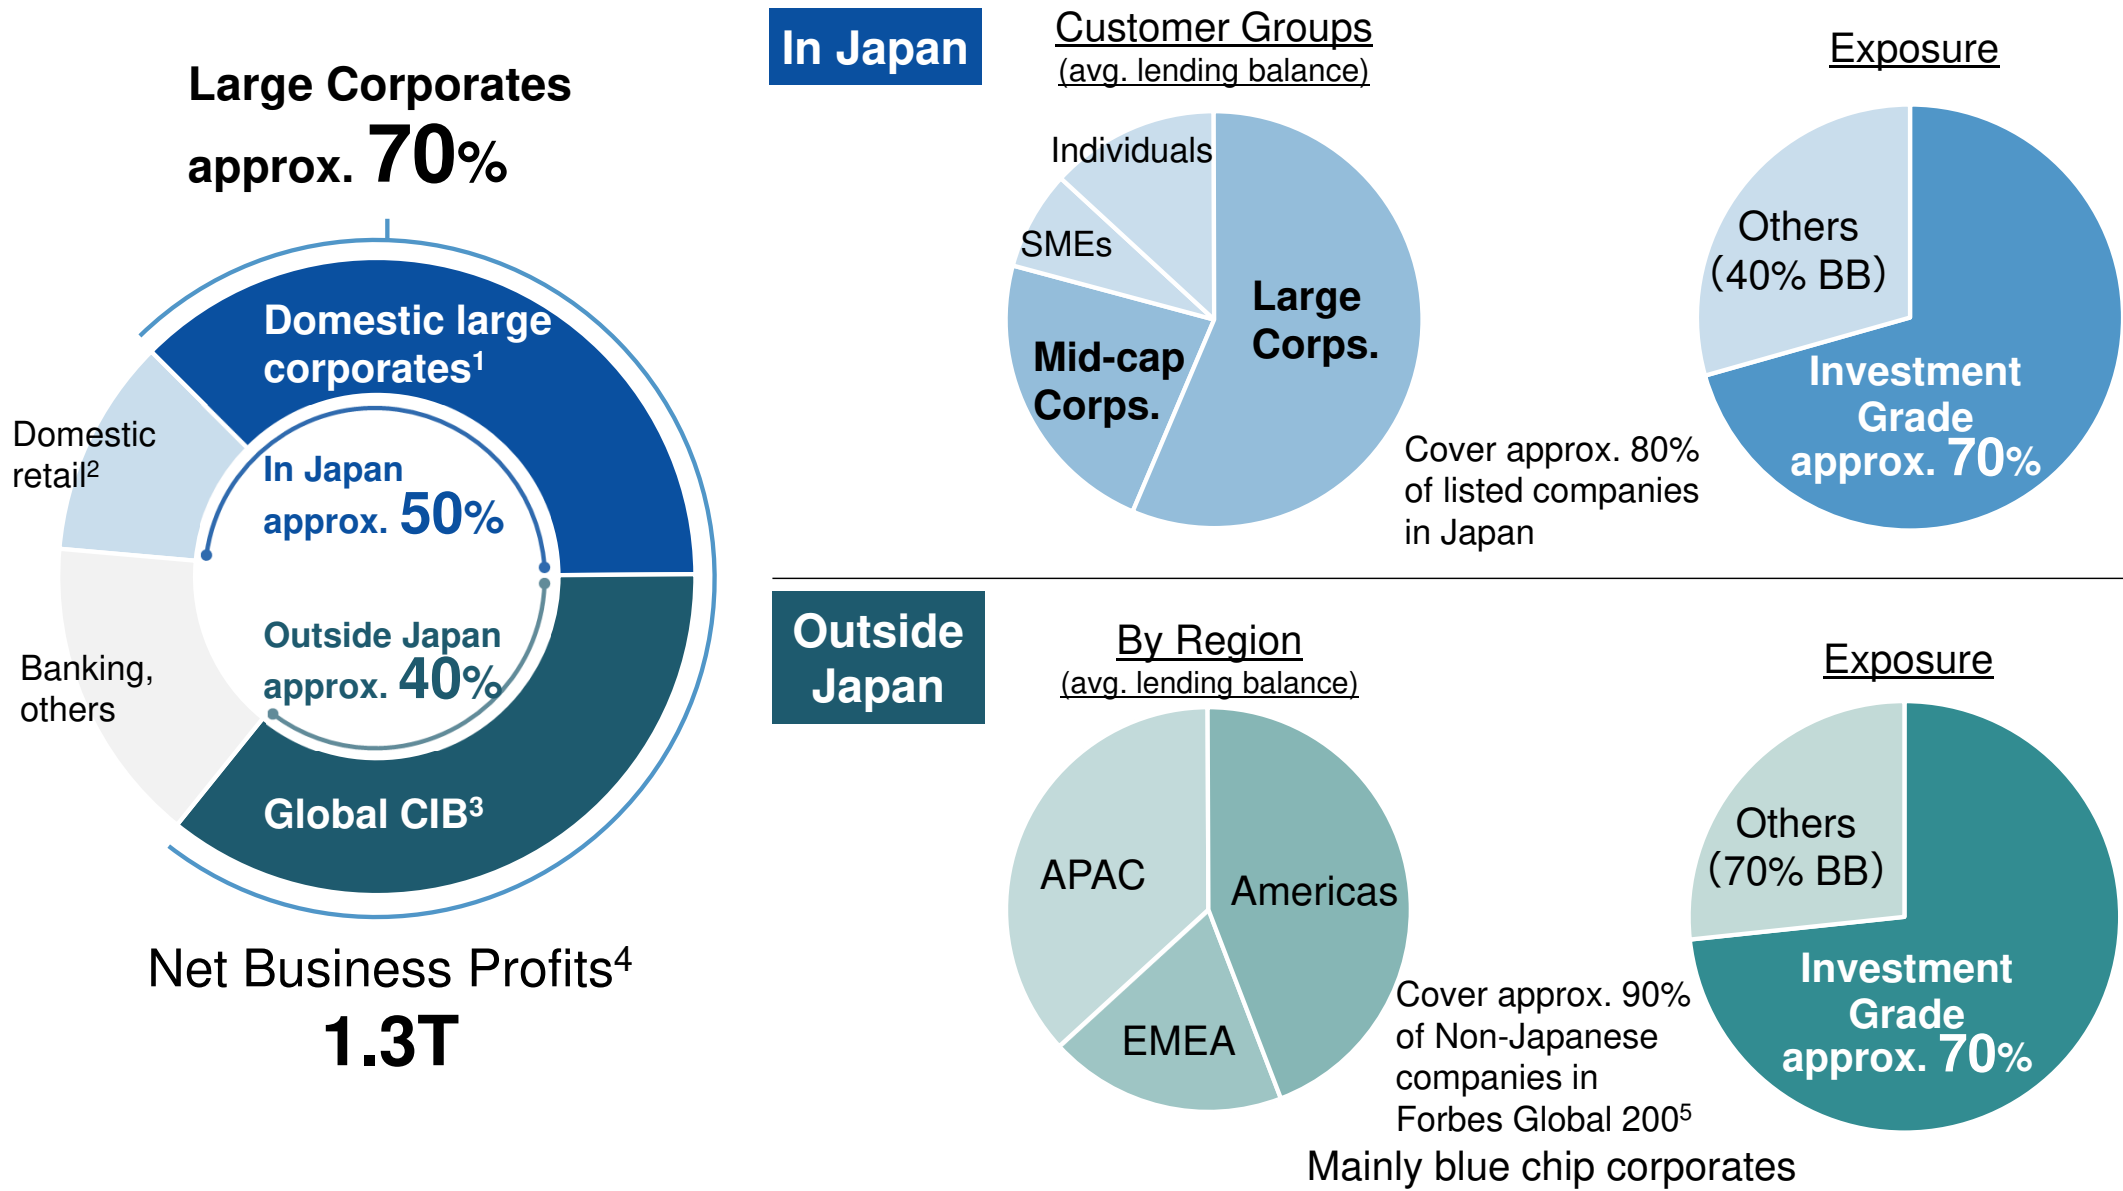 Large Corporates
approx. 70%
Domestic large
corporates¹
Domestic
retail²
In Japan
approx. 50%
Outside Japan
approx. 40%
Banking,
others
Global CIB³
Net Business Profits⁴
1.3T
In Japan
Customer Groups
(avg. lending balance)
Individuals
SMEs
Mid-cap
Corps.
Large
Corps.
Cover approx. 80%
of listed companies
in Japan
Exposure
Others
(40% BB)
Investment
Grade
approx. 70%
Outside
Japan
By Region
(avg. lending balance)
APAC
Americas
EMEA
Cover approx. 90%
of Non-Japanese
companies in
Forbes Global 200⁵
Exposure
Others
(70% BB)
Investment
Grade
approx. 70%
Mainly blue chip corporates